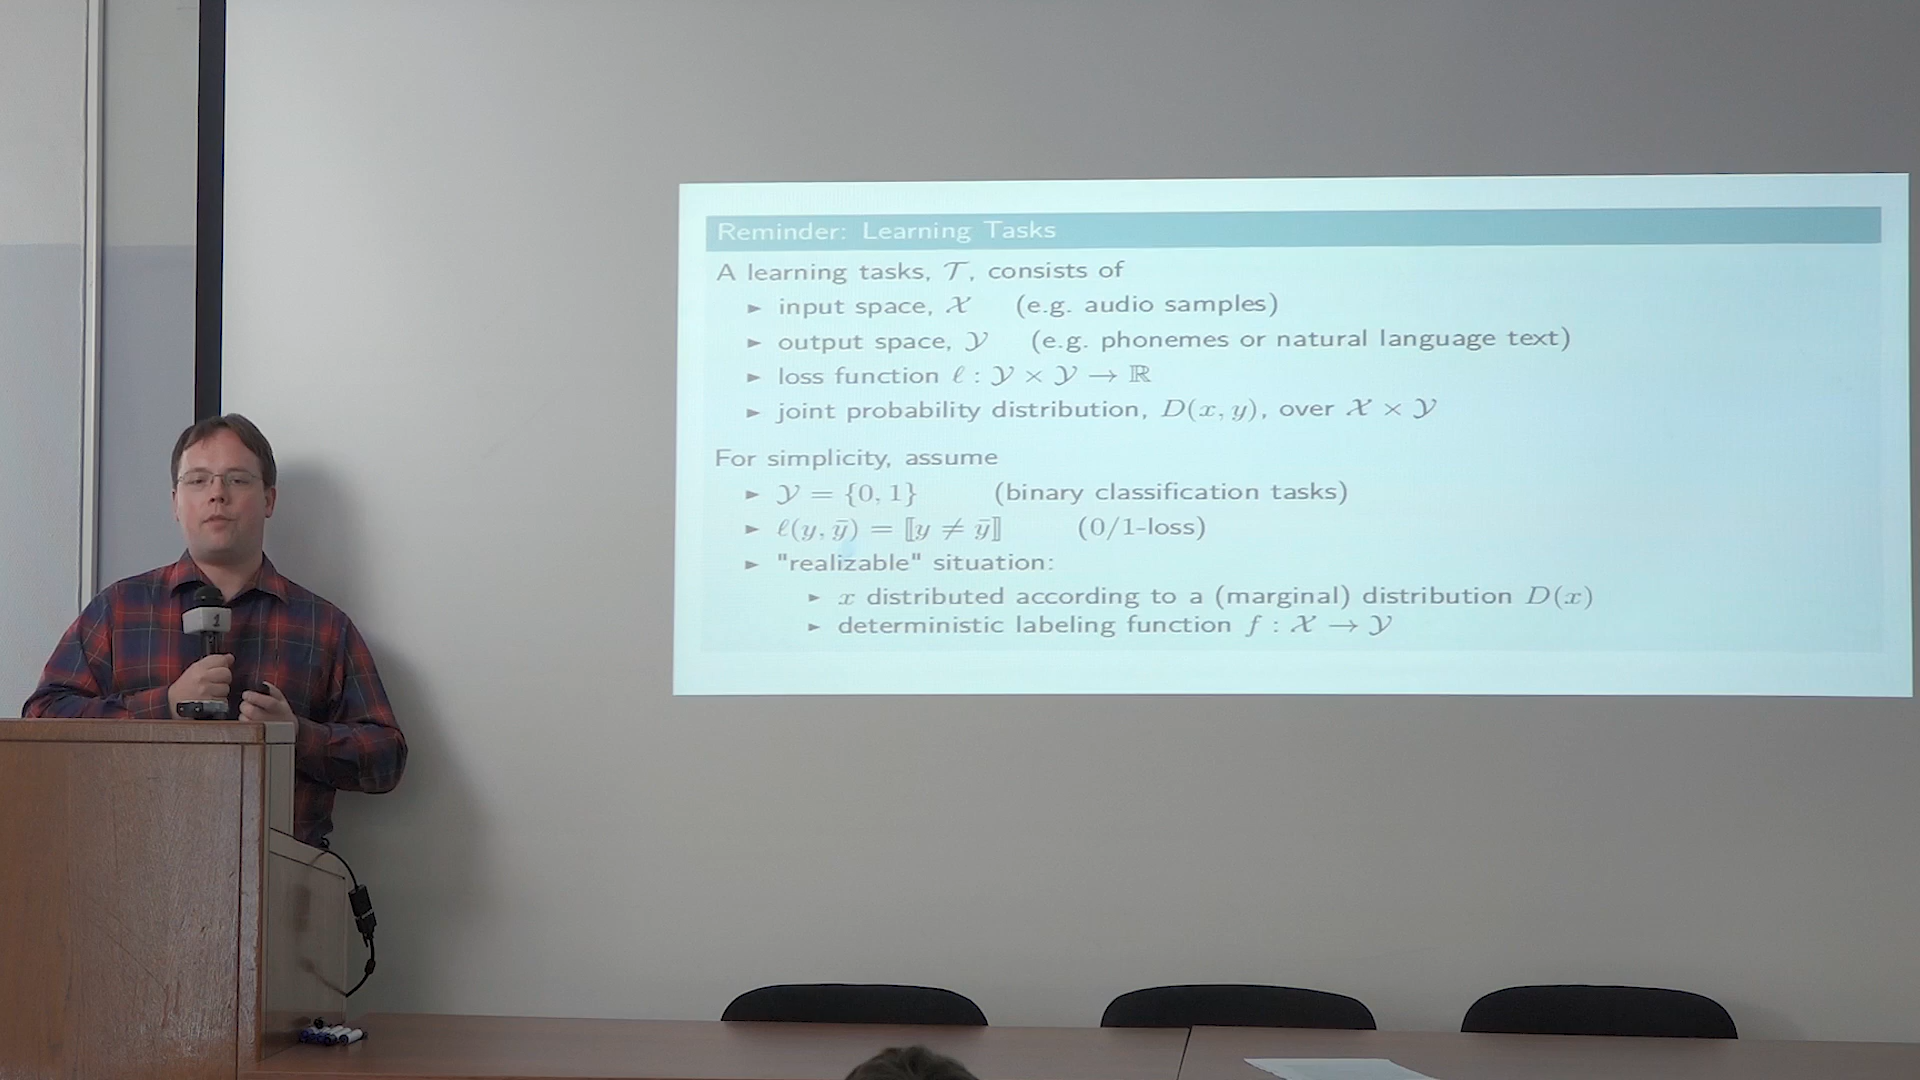 Reminder: Learning Tasks
A learning tasks, 𝒯, consists of
► input space, 𝒳 (e.g. audio samples)
► output space, 𝒴 (e.g. phonemes or natural language text)
► loss function ℓ : 𝒴 × 𝒴 → ℝ
► joint probability distribution, D(x, y), over 𝒳 × 𝒴
For simplicity, assume
► 𝒴 = {0, 1} (binary classification tasks)
► ℓ(y, ȳ) = ⟦y ≠ ȳ⟧ (0/1-loss)
► "realizable" situation:
► x distributed according to a (marginal) distribution D(x)
► deterministic labeling function f : 𝒳 → 𝒴
1